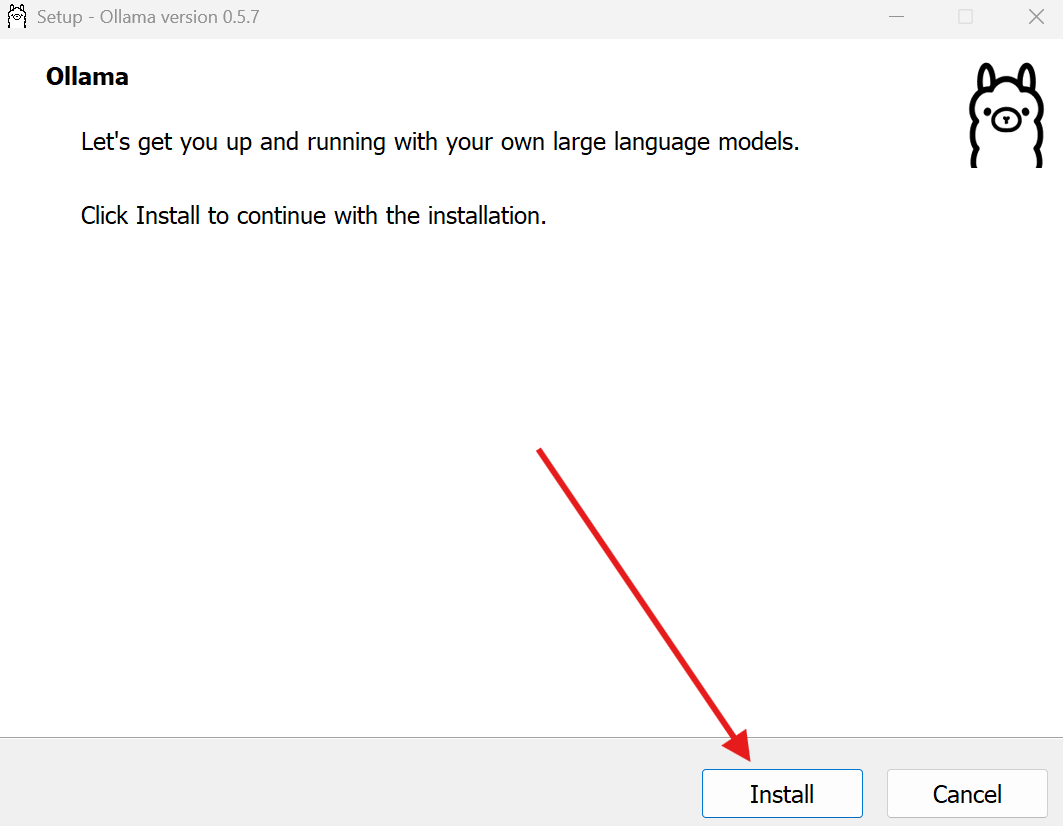 Setup - Ollama version 0.5.7
Ollama
Let's get you up and running with your own large language models.
Click Install to continue with the installation.
Install
Cancel